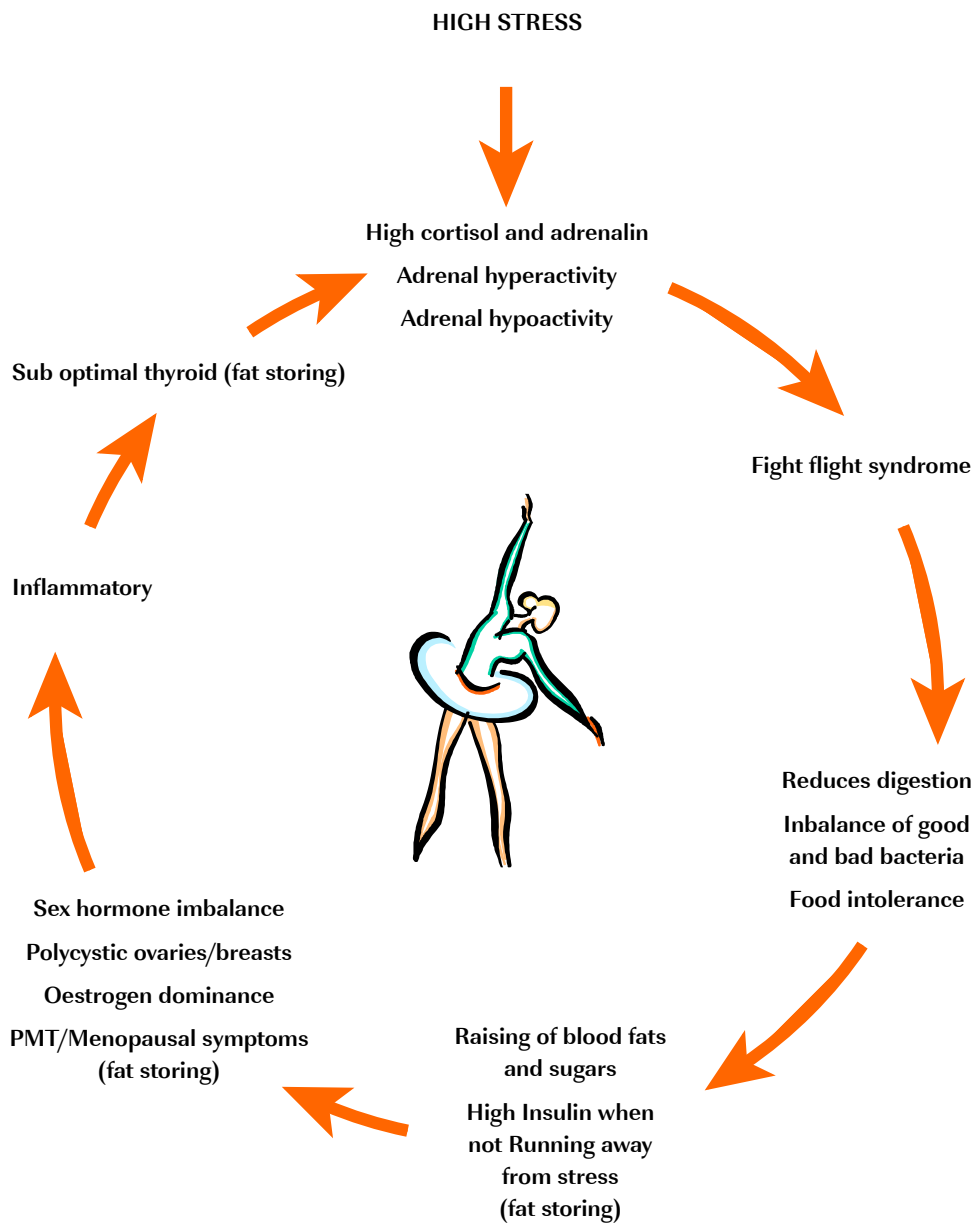 HIGH STRESS
High cortisol and adrenalin
Adrenal hyperactivity
Adrenal hypoactivity
Fight flight syndrome
Reduces digestion
Inbalance of good
and bad bacteria
Food intolerance
Raising of blood fats
and sugars
High Insulin when
not Running away
from stress
(fat storing)
Sex hormone imbalance
Polycystic ovaries/breasts
Oestrogen dominance
PMT/Menopausal symptoms
(fat storing)
Inflammatory
Sub optimal thyroid (fat storing)